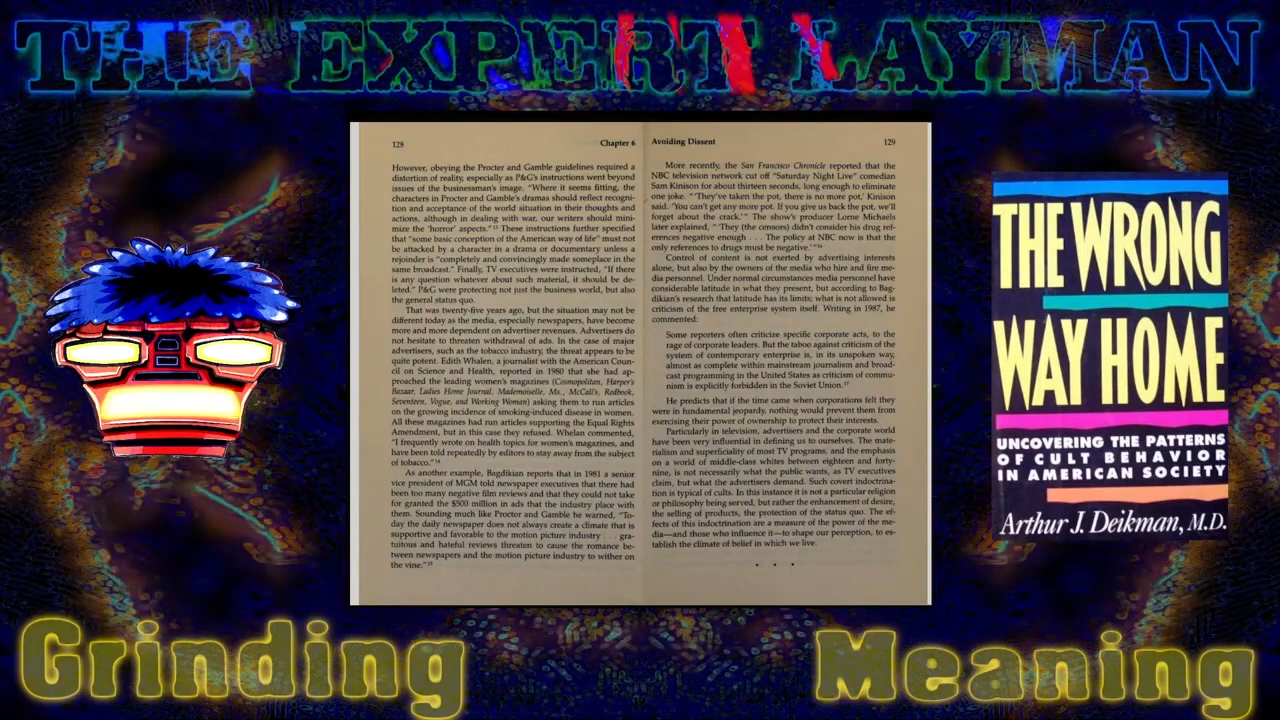 THE EXPERT LAYMAN
128
Chapter 6
However, obeying the Procter and Gamble guidelines required a
distortion of reality, especially as P&G's instructions went beyond
issues of the businessman's image. "Where it seems fitting, the
characters in Procter and Gamble's dramas should reflect recogni-
tion and acceptance of the world situation in their thoughts and
actions, although in dealing with war, our writers should mini-
mize the 'horror' aspects."13 These instructions further specified
that "some basic conception of the American way of life" must not
be attacked by a character in a drama or documentary unless a
rejoinder is "completely and convincingly made someplace in the
same broadcast." Finally, TV executives were instructed, "If there
is any question whatever about such material, it should be de-
leted." P&G were protecting not just the business world, but also
the general status quo.
That was twenty-five years ago, but the situation may not be
different today as the media, especially newspapers, have become
more and more dependent on advertiser revenues. Advertisers do
not hesitate to threaten withdrawal of ads. In the case of major
advertisers, such as the tobacco industry, the threat appears to be
quite potent. Edith Whalen, a journalist with the American Coun-
cil on Science and Health, reported in 1980 that she had ap-
proached the leading women's magazines (Cosmopolitan, Harper's
Bazaar, Ladies Home Journal, Mademoiselle, Ms., McCall's, Redbook,
Seventeen, Vogue, and Working Woman) asking them to run articles
on the growing incidence of smoking-induced disease in women.
All these magazines had run articles supporting the Equal Rights
Amendment, but in this case they refused. Whelan commented,
"I frequently wrote on health topics for women's magazines, and
have been told repeatedly by editors to stay away from the subject
of tobacco."14
As another example, Bagdikian reports that in 1981 a senior
vice president of MGM told newspaper executives that there had
been too many negative film reviews and that they could not take
for granted the $500 million in ads that the industry place with
them. Sounding much like Procter and Gamble he warned, "To-
day the daily newspaper does not always create a climate that is
supportive and favorable to the motion picture industry . . . gra-
tuitous and hateful reviews threaten to cause the romance be-
tween newspapers and the motion picture industry to wither on
the vine."15
Avoiding Dissent
129
More recently, the San Francisco Chronicle reported that the
NBC television network cut off "Saturday Night Live" comedian
Sam Kinison for about thirteen seconds, long enough to eliminate
one joke. "'They've taken the pot, there is no more pot,' Kinison
said. 'You can't get any more pot. If you give us back the pot, we'll
forget about the crack.'" The show's producer Lorne Michaels
later explained, "'They (the censors) didn't consider his drug ref-
erences negative enough . . . The policy at NBC now is that the
only references to drugs must be negative.'"16
Control of content is not exerted by advertising interests
alone, but also by the owners of the media who hire and fire me-
dia personnel. Under normal circumstances media personnel have
considerable latitude in what they present, but according to Bag-
dikian's research that latitude has its limits; what is not allowed is
criticism of the free enterprise system itself. Writing in 1987, he
commented:
Some reporters often criticize specific corporate acts, to the
rage of corporate leaders. But the taboo against criticism of the
system of contemporary enterprise is, in its unspoken way,
almost as complete within mainstream journalism and broad-
cast programming in the United States as criticism of commu-
nism is explicitly forbidden in the Soviet Union.17
He predicts that if the time came when corporations felt they
were in fundamental jeopardy, nothing would prevent them from
exercising their power of ownership to protect their interests.
Particularly in television, advertisers and the corporate world
have been very influential in defining us to ourselves. The mate-
rialism and superficiality of most TV programs, and the emphasis
on a world of middle-class whites between eighteen and forty-
nine, is not necessarily what the public wants, as TV executives
claim, but what the advertisers demand. Such covert indoctrina-
tion is typical of cults. In this instance it is not a particular religion
or philosophy being served, but rather the enhancement of desire,
the selling of products, the protection of the status quo. The ef-
fects of this indoctrination are a measure of the power of the me-
dia—and those who influence it—to shape our perception, to es-
tablish the climate of belief in which we live.
. . .
THE WRONG
WAY HOME
UNCOVERING THE PATTERNS
OF CULT BEHAVIOR
IN AMERICAN SOCIETY
Arthur J. Deikman, M.D.
Grinding
Meaning